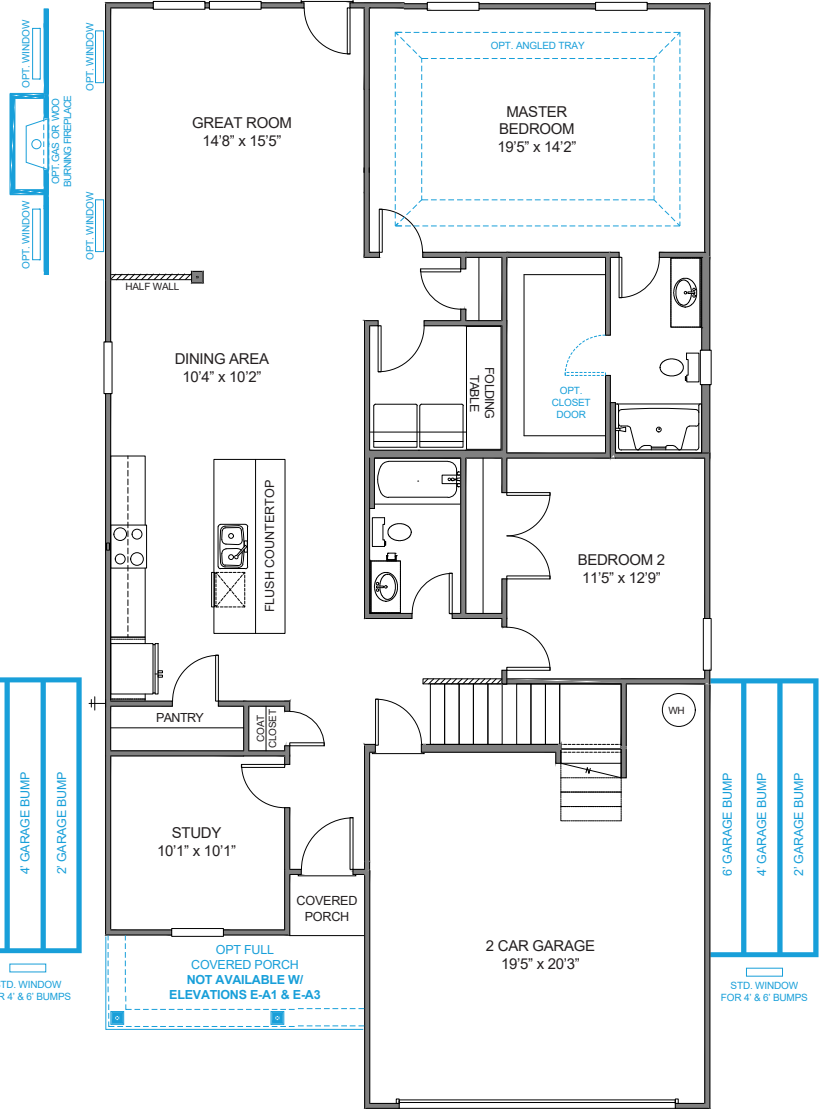 OPT. WINDOW
OPT. GAS OR WOO
BURNING FIREPLACE
OPT. WINDOW
OPT. WINDOW
OPT. WINDOW
GREAT ROOM
14'8" x 15'5"
OPT. ANGLED TRAY
MASTER
BEDROOM
19'5" x 14'2"
HALF WALL
DINING AREA
10'4" x 10'2"
FOLDING
TABLE
OPT.
CLOSET
DOOR
FLUSH COUNTERTOP
BEDROOM 2
11'5" x 12'9"
PANTRY
COAT
CLOSET
WH
STUDY
10'1" x 10'1"
COVERED
PORCH
2 CAR GARAGE
19'5" x 20'3"
OPT FULL
COVERED PORCH
NOT AVAILABLE W/
ELEVATIONS E-A1 & E-A3
4' GARAGE BUMP
2' GARAGE BUMP
STD. WINDOW
R 4' & 6' BUMPS
6' GARAGE BUMP
4' GARAGE BUMP
2' GARAGE BUMP
STD. WINDOW
FOR 4' & 6' BUMPS